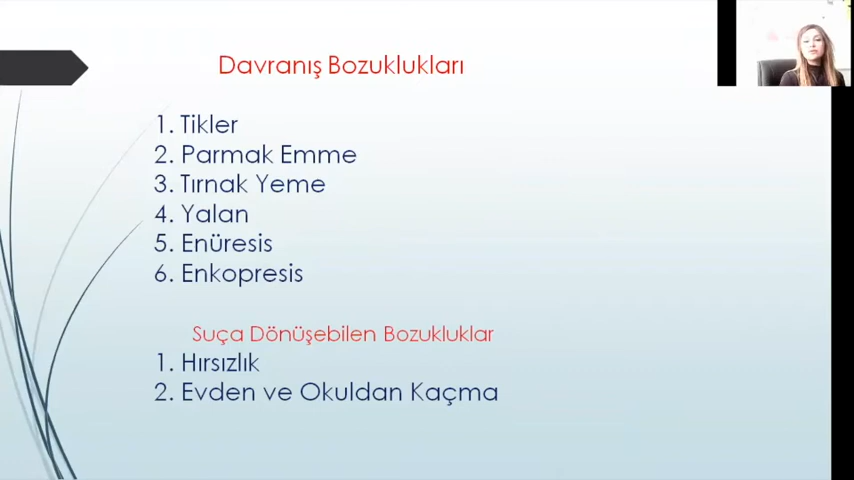 Davranış Bozuklukları
1. Tikler
2. Parmak Emme
3. Tırnak Yeme
4. Yalan
5. Enüresis
6. Enkopresis
Suça Dönüşebilen Bozukluklar
1. Hırsızlık
2. Evden ve Okuldan Kaçma